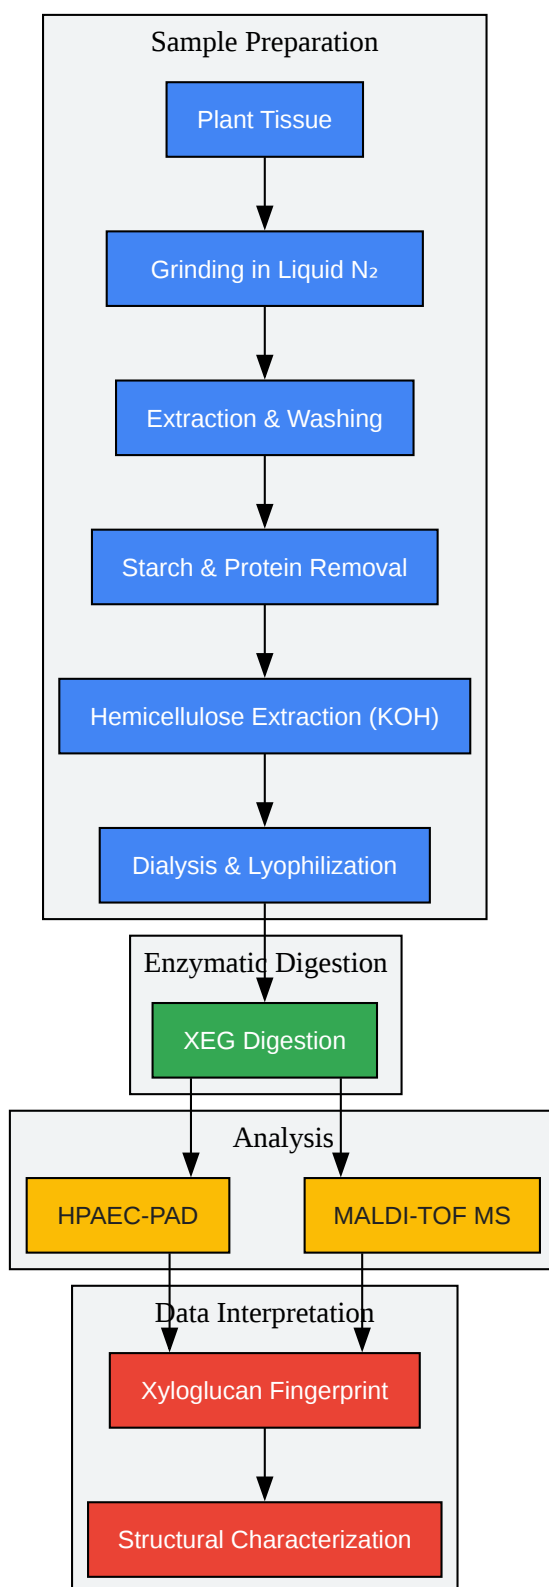 Sample Preparation
Plant Tissue
Grinding in Liquid N₂
Extraction & Washing
Starch & Protein Removal
Hemicellulose Extraction (KOH)
Dialysis & Lyophilization
Enzymatic Digestion
XEG Digestion
Analysis
HPAEC-PAD
MALDI-TOF MS
Data Interpretation
Xyloglucan Fingerprint
Structural Characterization